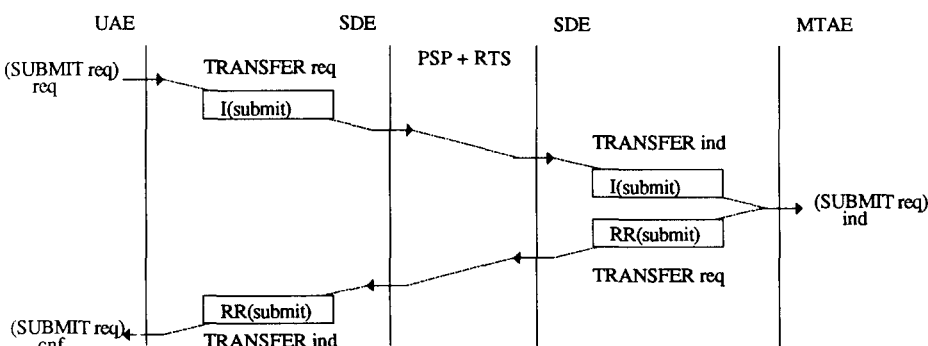 UAE SDE SDE MTAE
PSP + RTS
(SUBMIT req)
req
TRANSFER req
I(submit)
TRANSFER ind
I(submit)
(SUBMIT req)
ind
RR(submit)
TRANSFER req
RR(submit)
(SUBMIT req)
cnf
TRANSFER ind